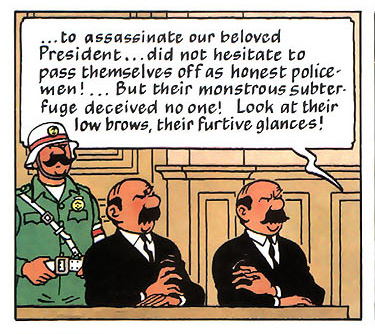 ...to assassinate our beloved
President...did not hesitate to
pass themselves off as honest police-
men!... But their monstrous subter-
fuge deceived no one! Look at their
low brows, their furtive glances!